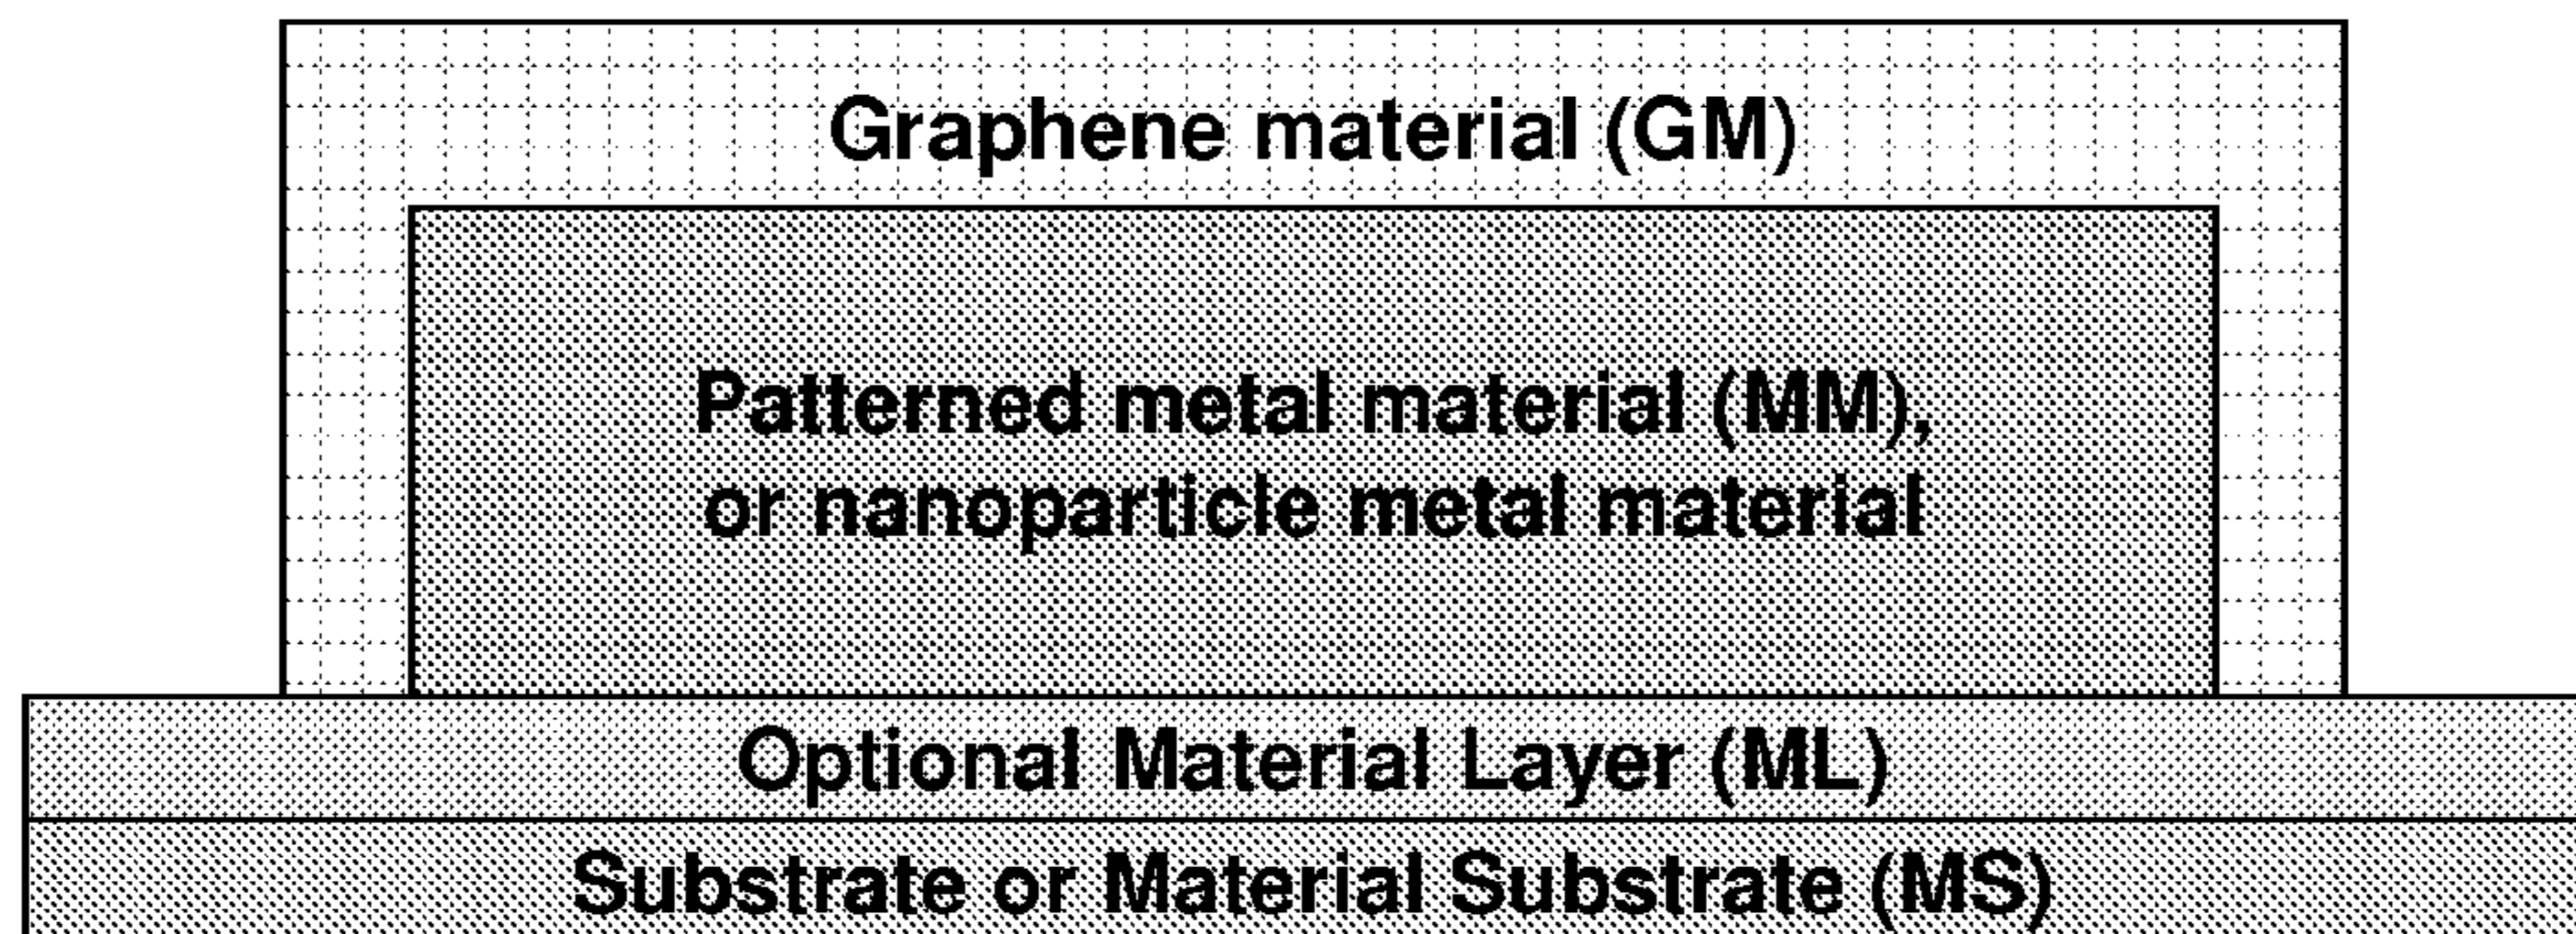 Graphene material (GM)
Patterned metal material (MM),
or nanoparticle metal material
Optional Material Layer (ML)
Substrate or Material Substrate (MS)